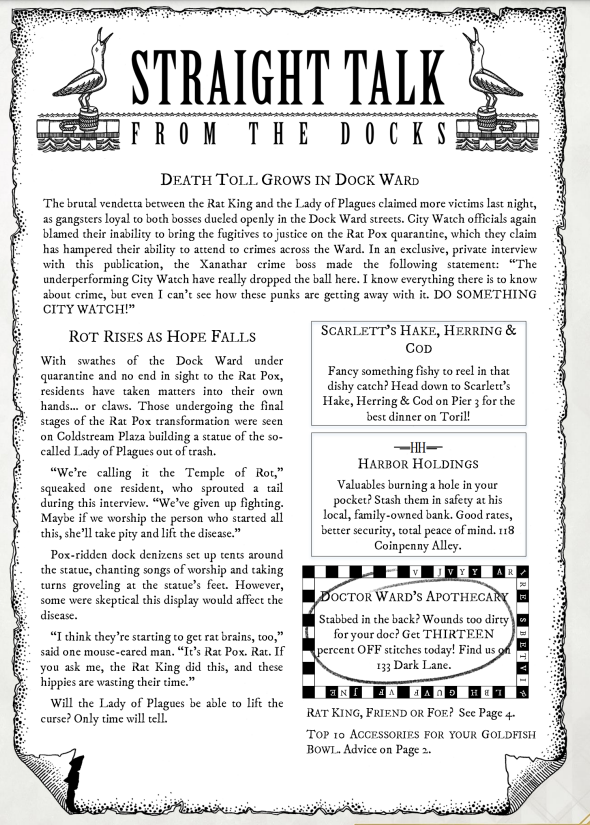 STRAIGHT TALK
FROM THE DOCKS
DEATH TOLL GROWS IN DOCK WARD
The brutal vendetta between the Rat King and the Lady of Plagues claimed more victims last night,
as gangsters loyal to both bosses dueled openly in the Dock Ward streets. City Watch officials again
blamed their inability to bring the fugitives to justice on the Rat Pox quarantine, which they claim
has hampered their ability to attend to crimes across the Ward. In an exclusive, private interview
with this publication, the Xanathar crime boss made the following statement: “The
underperforming City Watch have really dropped the ball here. I know everything there is to know
about crime, but even I can’t see how these punks are getting away with it. DO SOMETHING
CITY WATCH!”
ROT RISES AS HOPE FALLS
With swathes of the Dock Ward under
quarantine and no end in sight to the Rat Pox,
residents have taken matters into their own
hands... or claws. Those undergoing the final
stages of the Rat Pox transformation were seen
on Coldstream Plaza building a statue of the so-
called Lady of Plagues out of trash.
“We’re calling it the Temple of Rot,”
squeaked one resident, who sprouted a tail
during this interview. “We’ve given up fighting.
Maybe if we worship the person who started all
this, she’ll take pity and lift the disease.”
Pox-ridden dock denizens set up tents around
the statue, chanting songs of worship and taking
turns groveling at the statue’s feet. However,
some were skeptical this display would affect the
disease.
“I think they’re starting to get rat brains, too,”
said one mouse-eared man. “It’s Rat Pox. Rat. If
you ask me, the Rat King did this, and these
hippies are wasting their time.”
Will the Lady of Plagues be able to lift the
curse? Only time will tell.
SCARLETT’S HAKE, HERRING &
COD
Fancy something fishy to reel in that
dishy catch? Head down to Scarlett’s
Hake, Herring & Cod on Pier 3 for the
best dinner on Toril!
HH
HARBOR HOLDINGS
Valuables burning a hole in your
pocket? Stash them in safety at his
local, family-owned bank. Good rates,
better security, total peace of mind. 118
Coinpenny Alley.
V JVYY AR
IRE SBETVIR
DOCTOR WARD’S APOTHECARY
Stabbed in the back? Wounds too dirty
for your doc? Get THIRTEEN
percent OFF stitches today! Find us on
133 Dark Lane.
LBH GUVF VF JNE
RAT KING, FRIEND OR FOE? See Page 4.
TOP 10 ACCESSORIES FOR YOUR GOLDFISH
BOWL. Advice on Page 2.